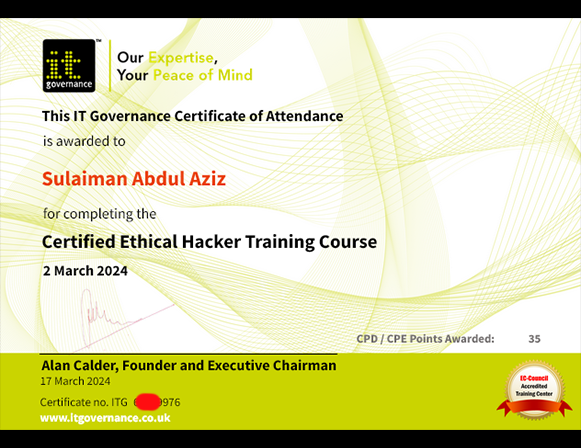 it
governance
™
Our Expertise,
Your Peace of Mind
This IT Governance Certificate of Attendance
is awarded to
Sulaiman Abdul Aziz
for completing the
Certified Ethical Hacker Training Course
2 March 2024
CPD / CPE Points Awarded: 35
Alan Calder, Founder and Executive Chairman
17 March 2024
Certificate no. ITG 9976
www.itgovernance.co.uk
EC-Council
Accredited
Training Center